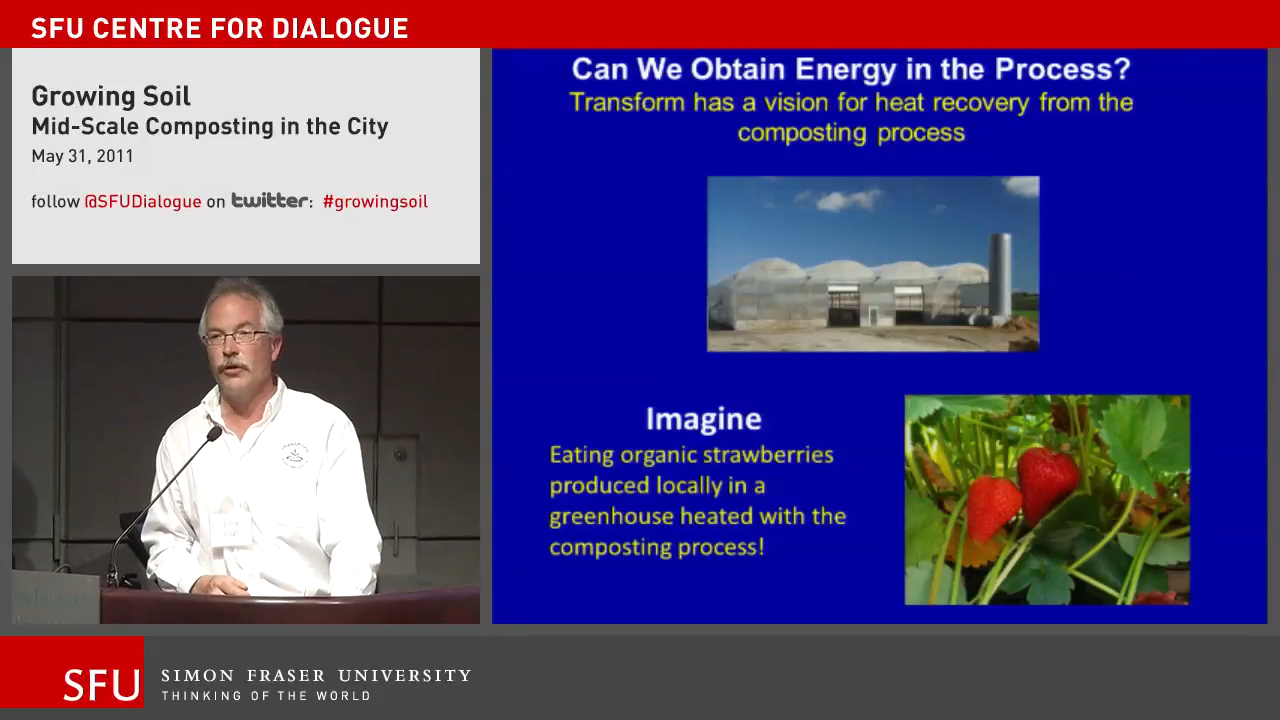 SFU CENTRE FOR DIALOGUE
Growing Soil
Mid-Scale Composting in the City
May 31, 2011
follow @SFUDialogue on twitter: #growingsoil
Can We Obtain Energy in the Process?
Transform has a vision for heat recovery from the
composting process
Imagine
Eating organic strawberries
produced locally in a
greenhouse heated with the
composting process!
SFU
SIMON FRASER UNIVERSITY
THINKING OF THE WORLD